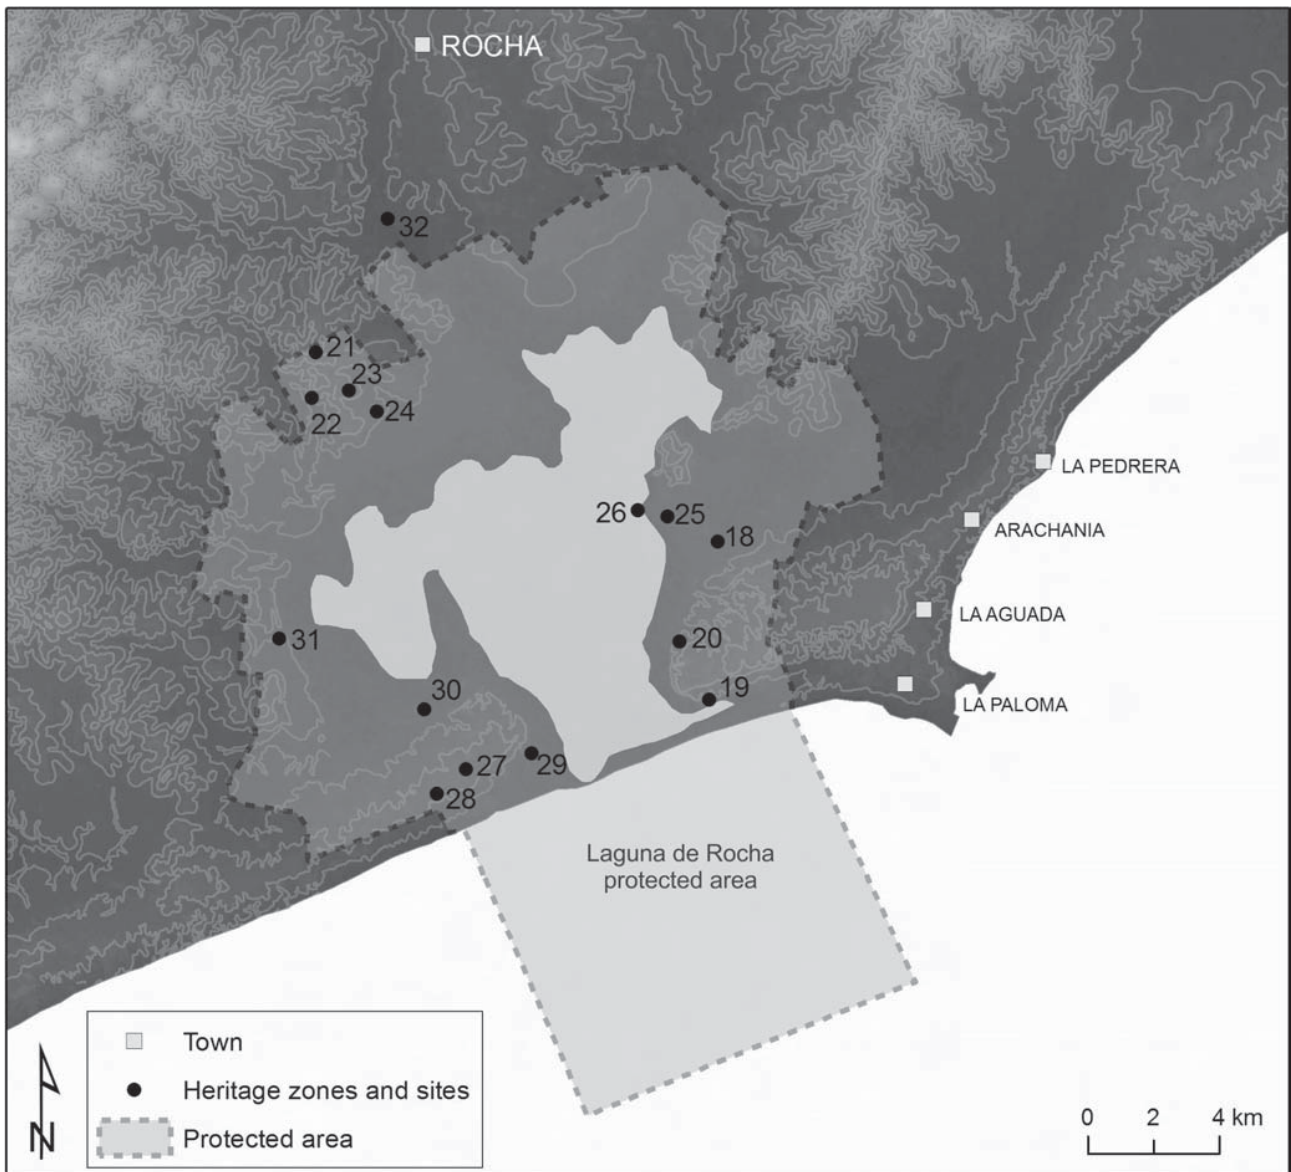 ROCHA
32
21
23
22
24
LA PEDRERA
26
25
18
ARACHANIA
LA AGUADA
31
20
30
19
LA PALOMA
29
27
28
Laguna de Rocha
protected area
Town
Heritage zones and sites
Protected area
N
0 2 4 km